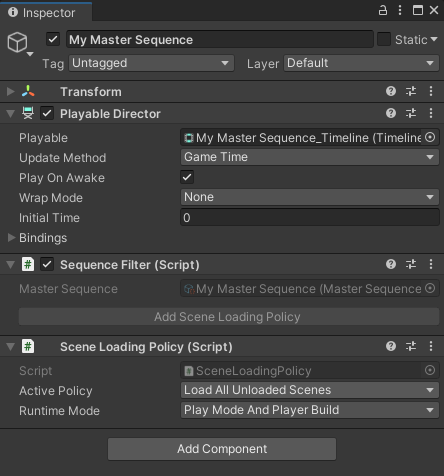 Inspector
My Master Sequence
Static
Tag Untagged Layer Default
Transform
Playable Director
Playable My Master Sequence_Timeline (Timeline
Update Method Game Time
Play On Awake
Wrap Mode None
Initial Time 0
Bindings
# Sequence Filter (Script)
Master Sequence My Master Sequence (Master Sequence
Add Scene Loading Policy
# Scene Loading Policy (Script)
Script # SceneLoadingPolicy
Active Policy Load All Unloaded Scenes
Runtime Mode Play Mode And Player Build
Add Component